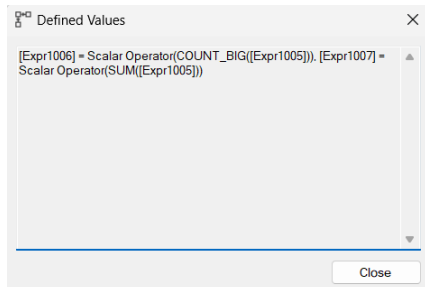 Defined Values
[Expr1006] = Scalar Operator(COUNT_BIG([Expr1005])), [Expr1007] =
Scalar Operator(SUM([Expr1005]))
Close